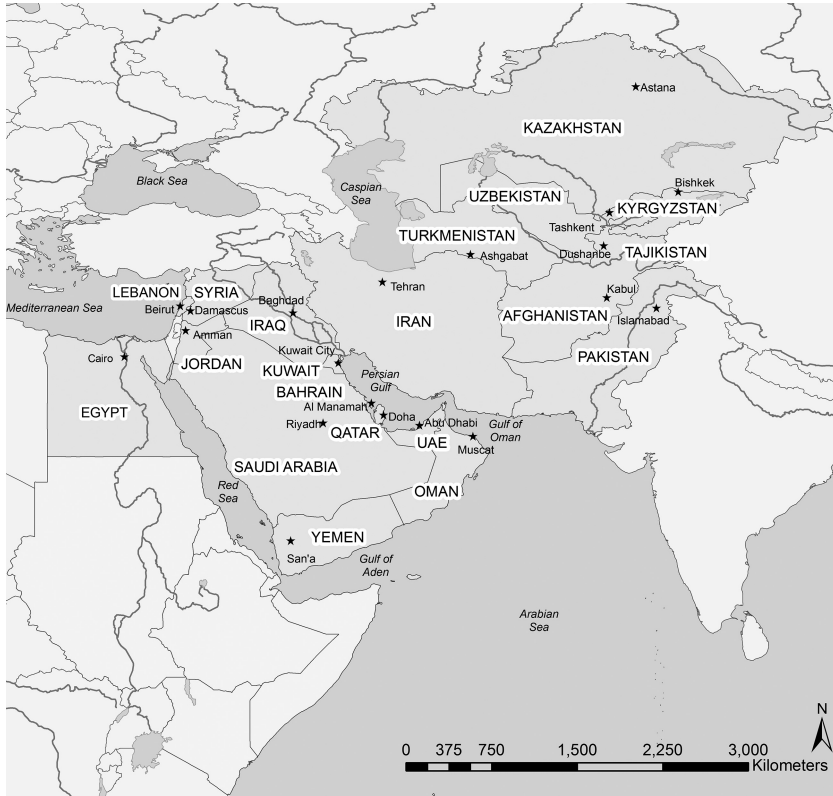 Astana
KAZAKHSTAN
Black Sea
Caspian
Sea
Bishkek
UZBEKISTAN
KYRGYZSTAN
Tashkent
TURKMENISTAN
Dushanbe
TAJIKISTAN
Ashgabat
Tehran
LEBANON
SYRIA
Kabul
Mediterranean Sea
Beirut
Damascus
Baghdad
IRAQ
IRAN
AFGHANISTAN
Islamabad
Amman
Cairo
JORDAN
Kuwait City
KUWAIT
PAKISTAN
Persian
Gulf
BAHRAIN
Al Manamah
EGYPT
Doha
Abu Dhabi
Riyadh
QATAR
UAE
Gulf of
Oman
Muscat
SAUDI ARABIA
Red
Sea
OMAN
YEMEN
San'a
Gulf of
Aden
Arabian
Sea
N
0 375 750 1,500 2,250 3,000
Kilometers